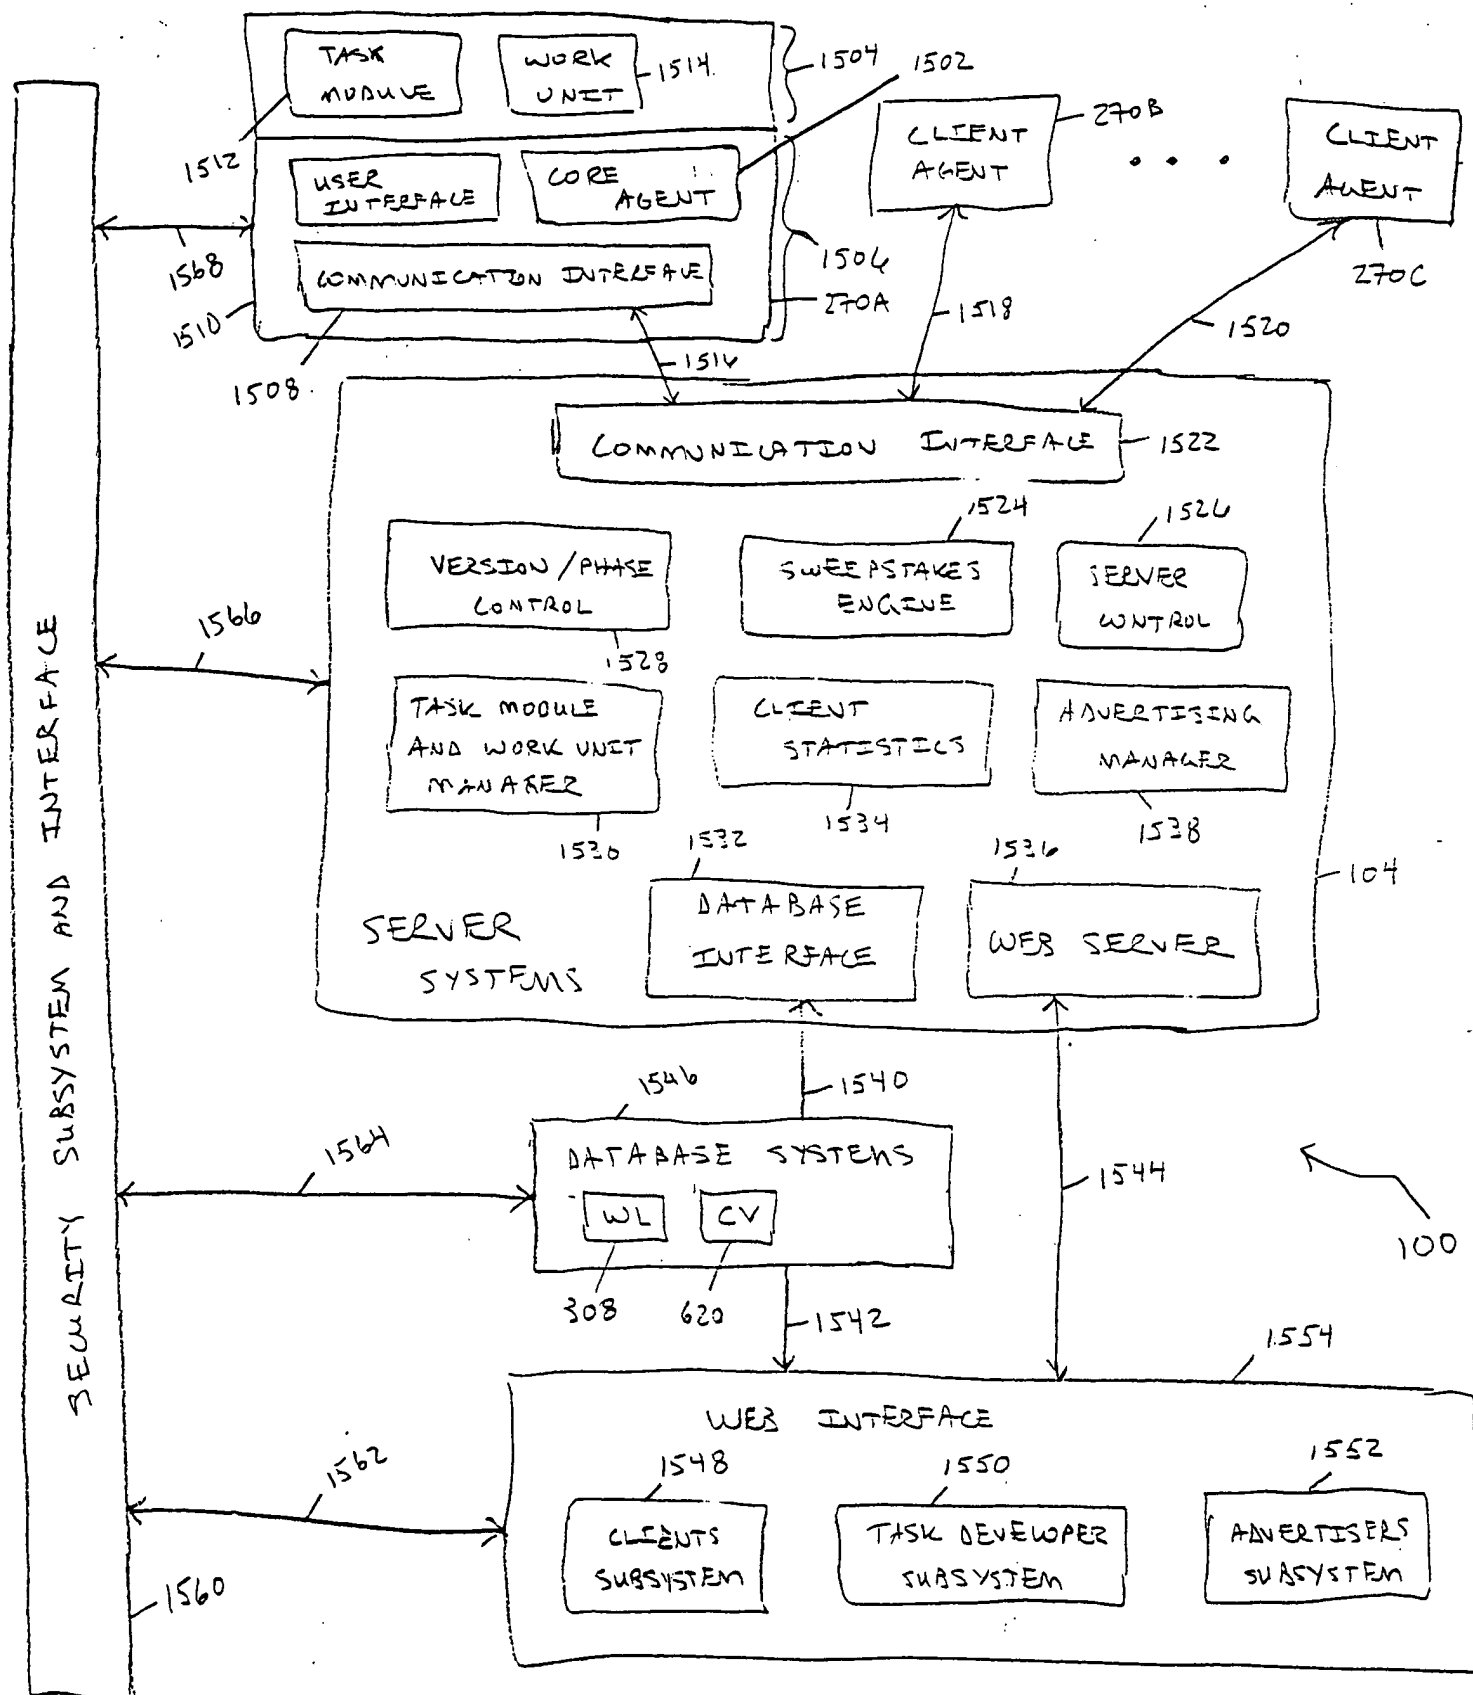 TASK
MODULE
WORK
UNIT
1514
1504
1502
1512
USER
INTERFACE
CORE
AGENT
CLIENT
AGENT
270B
CLIENT
AGENT
270C
COMMUNICATION INTERFACE
1506
270A
1568
1510
1508
1516
1518
1520
COMMUNICATION INTERFACE
1522
1524
1526
VERSION / PHASE
CONTROL
1528
SWEEPSTAKES
ENGINE
SERVER
CONTROL
1566
TASK MODULE
AND WORK UNIT
MANAGER
1530
CLIENT
STATISTICS
1534
ADVERTISING
MANAGER
1538
1532
1536
104
DATABASE
INTERFACE
WEB SERVER
SERVER
SYSTEMS
SECURITY SUBSYSTEM AND INTERFACE
1546
1540
1564
DATABASE SYSTEMS
WL
CV
308
620
1542
1544
100
1554
WEB INTERFACE
1562
1548
1550
1552
CLIENTS
SUBSYSTEM
TASK DEVELOPER
SUBSYSTEM
ADVERTISERS
SUBSYSTEM
1560